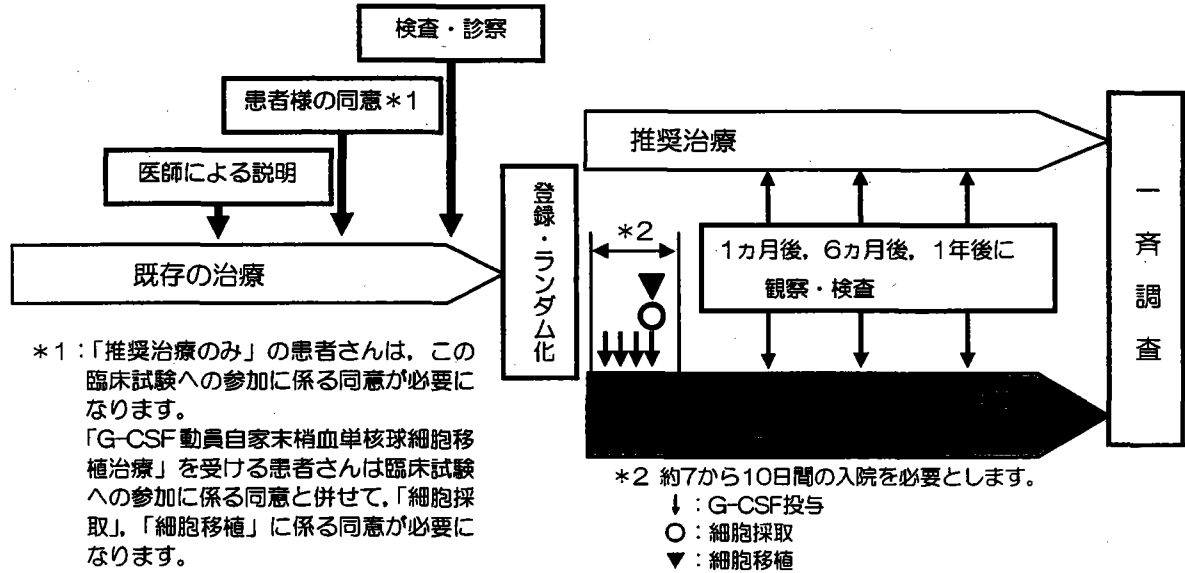 検査・診察
患者様の同意＊1
医師による説明
既存の治療
登録・ランダム化
推奨治療
＊2
1ヵ月後，6ヵ月後，1年後に
観察・検査
一斉調査
＊1：「推奨治療のみ」の患者さんは，この
臨床試験への参加に係る同意が必要に
なります。
「G-CSF動員自家末梢血単核球細胞移
植治療」を受ける患者さんは臨床試験
への参加に係る同意と併せて，「細胞採
取」，「細胞移植」に係る同意が必要に
なります。
＊2 約7から10日間の入院を必要とします。
↓：G-CSF投与
○：細胞採取
▼：細胞移植